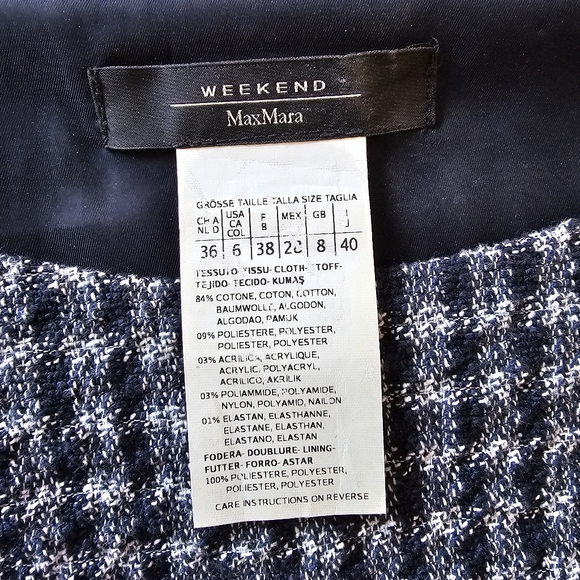 WEEKEND
MaxMara
GRÖSSE TAILLE TALLA SIZE TAGLIA
CH A USA F MEX GB I
NL D CA B J
COL
36 6 38 8 40
TESSUTO-TISSU-CLOTH-STOFF-
TEJIDO-TECIDO-KUMAŞ
84% COTONE, COTON, COTTON,
BAUMWOLLE, ALGODON,
ALGODAO, PAMUK
09% POLIESTERE, POLYESTER,
POLIESTER, POLYESTER
03% ACRILICA, ACRYLIQUE,
ACRYLIC, POLYACRYL,
ACRILICO, AKRILIK
03% POLIAMMIDE, POLYAMIDE,
NYLON, POLYAMID, NAILON
01% ELASTAN, ELASTHANNE,
ELASTANE, ELASTHAN,
ELASTANO, ELASTAN
FODERA-DOUBLURE-LINING-
FUTTER-FORRO-ASTAR
100% POLIESTERE, POLYESTER,
POLYESTER, POLIESTER,
POLIESTER, POLYESTER
CARE INSTRUCTIONS ON REVERSE